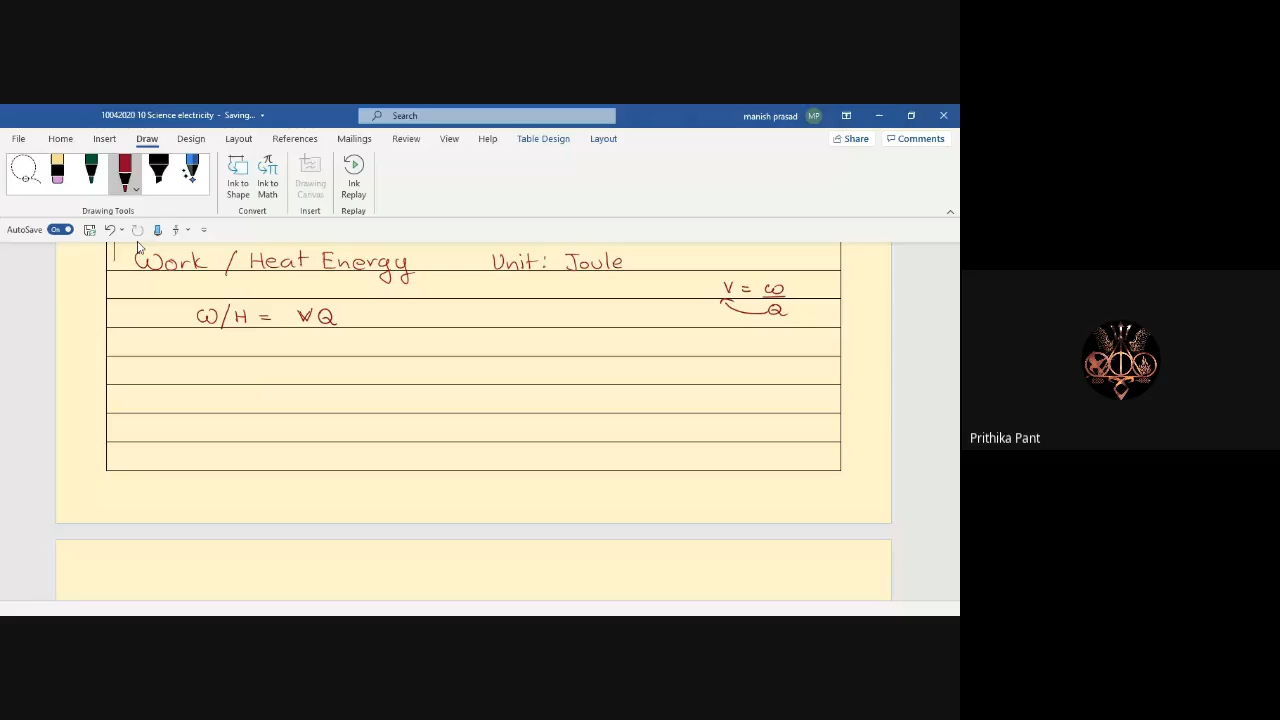 10042020 10 Science electricity - Saving...
Search
manish prasad MP
File Home Insert Draw Design Layout References Mailings Review View Help Table Design Layout Share Comments
Ink to Shape Ink to Math Drawing Canvas Ink Replay
Drawing Tools Convert Insert Replay
AutoSave On
Work / Heat Energy Unit: Joule
V = ω/Q
ω/H = VQ
Prithika Pant